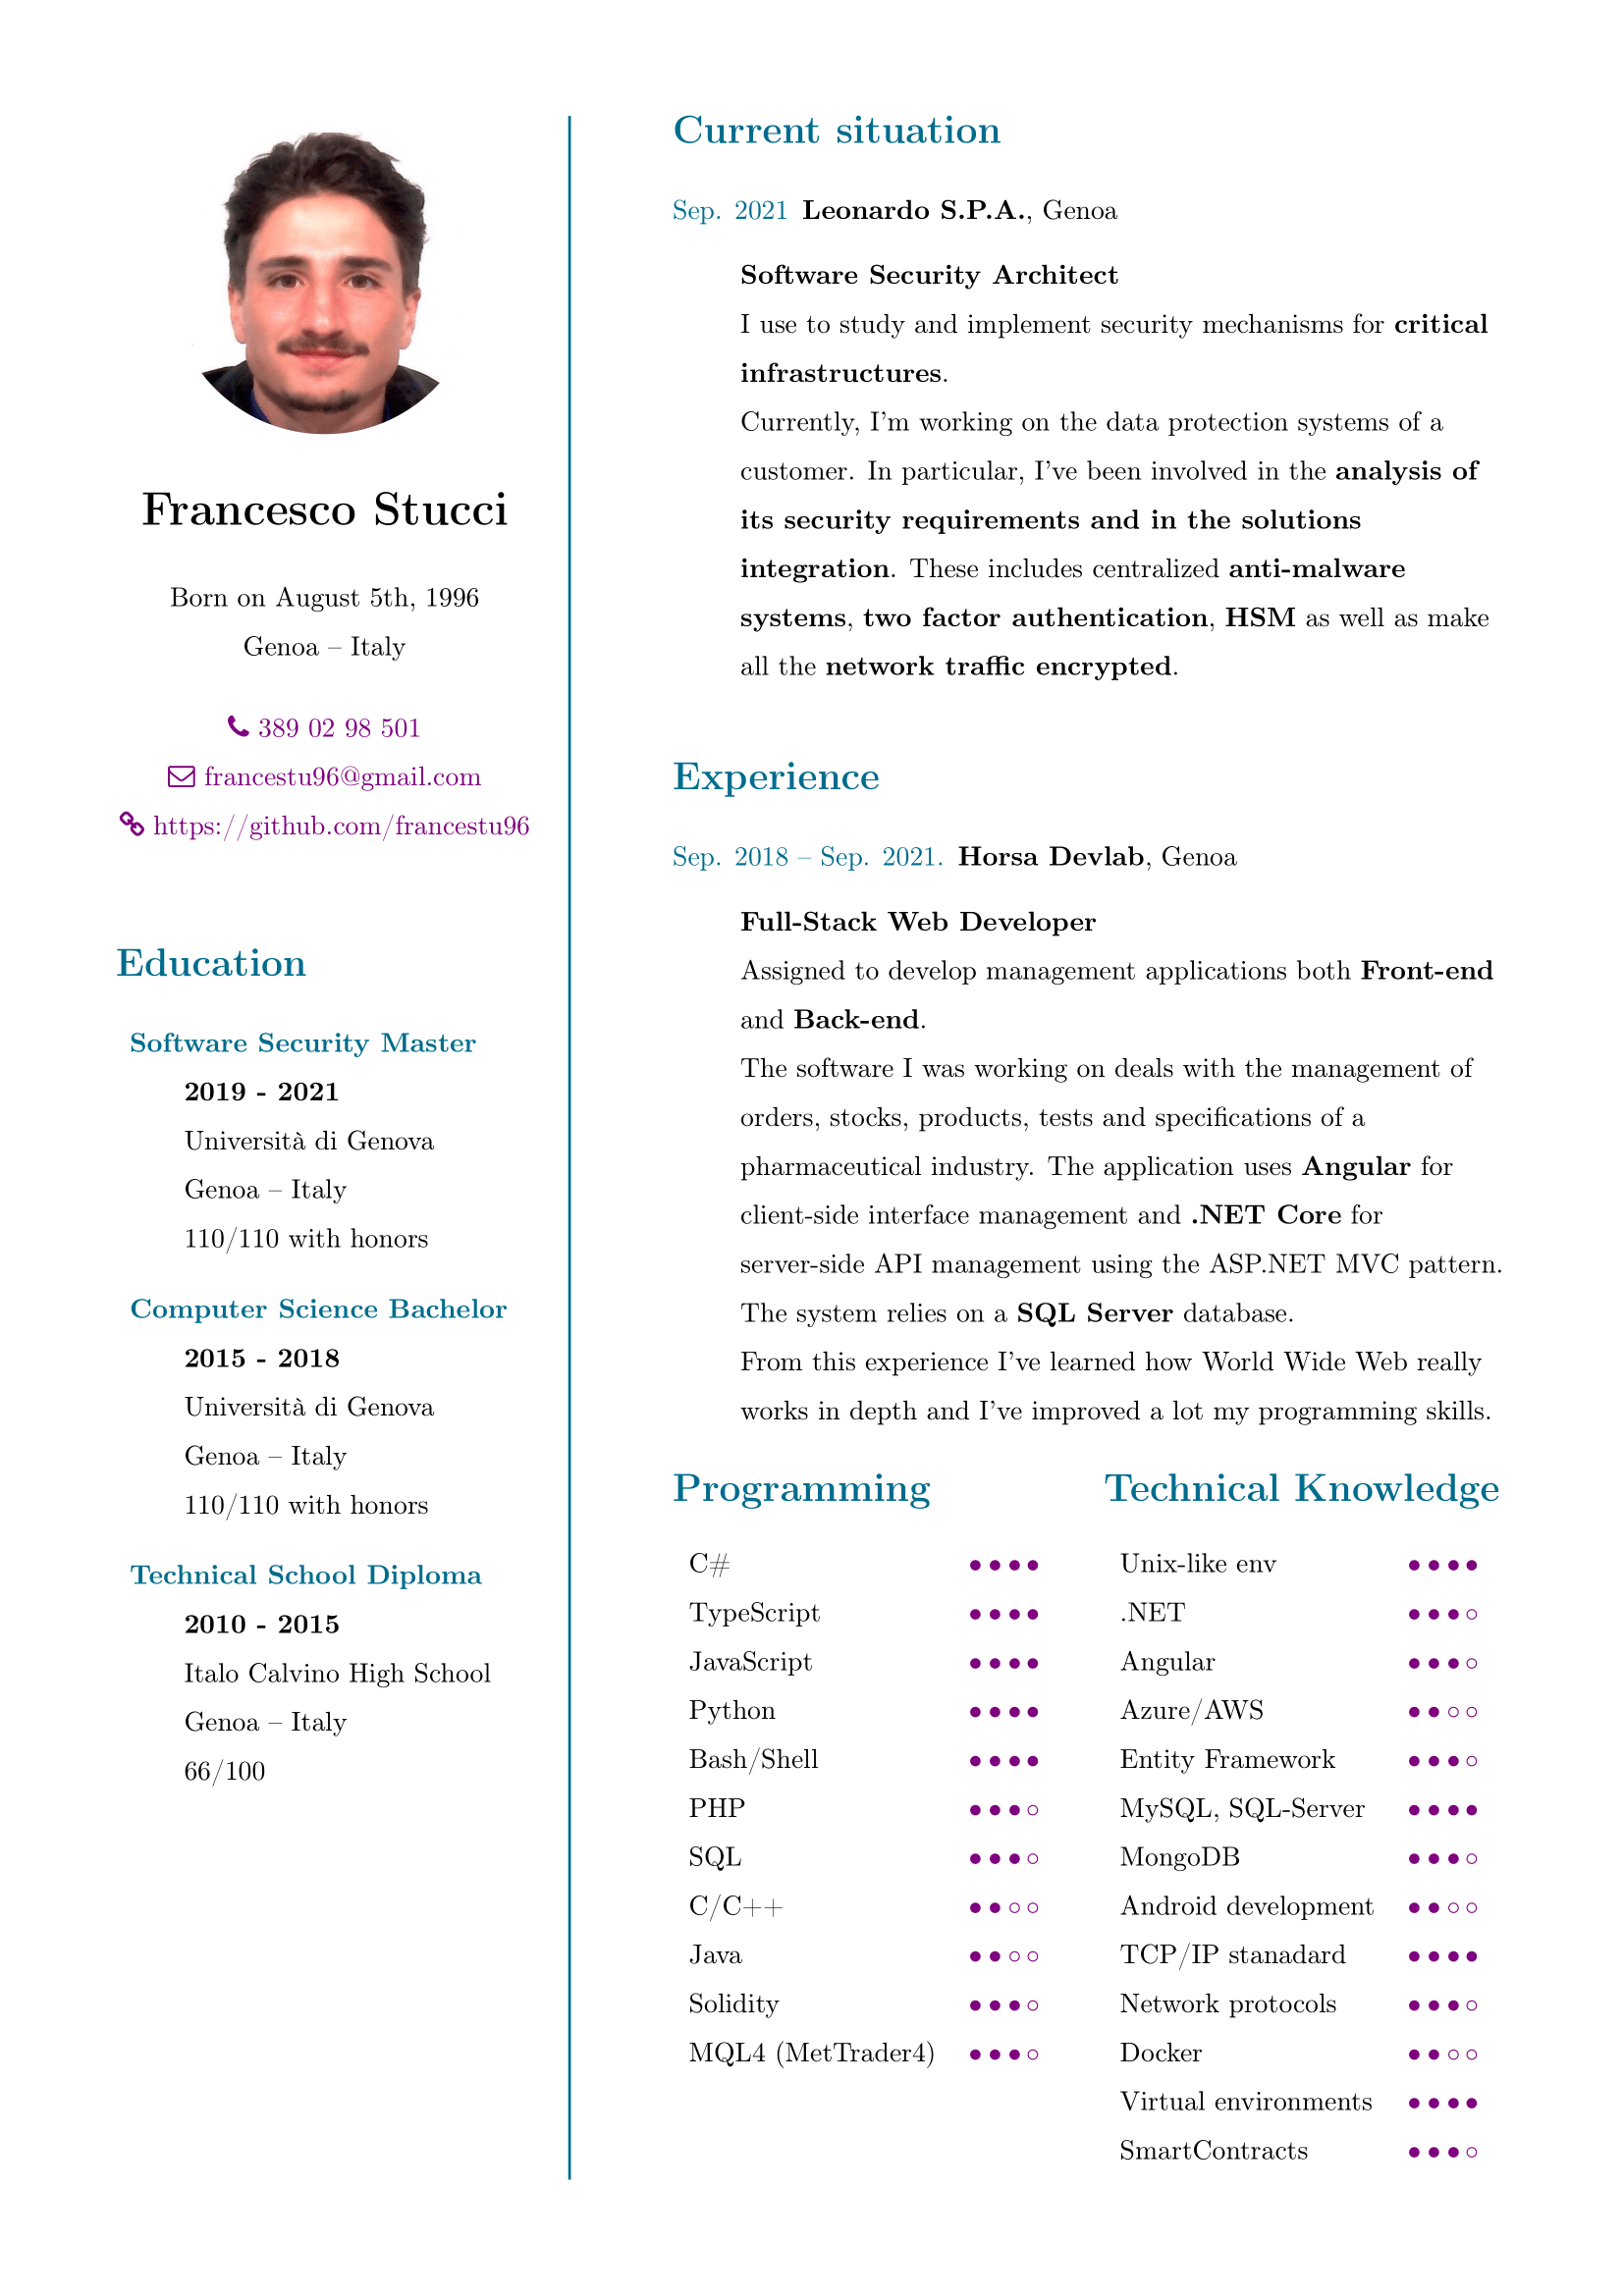 Francesco Stucci
Born on August 5th, 1996
Genoa – Italy
389 02 98 501
francestu96@gmail.com
https://github.com/francestu96
Education
Software Security Master
2019 - 2021
Università di Genova
Genoa – Italy
110/110 with honors
Computer Science Bachelor
2015 - 2018
Università di Genova
Genoa – Italy
110/110 with honors
Technical School Diploma
2010 - 2015
Italo Calvino High School
Genoa – Italy
66/100
Current situation
Sep. 2021 Leonardo S.P.A., Genoa
Software Security Architect
I use to study and implement security mechanisms for critical
infrastructures.
Currently, I'm working on the data protection systems of a
customer. In particular, I've been involved in the analysis of
its security requirements and in the solutions
integration. These includes centralized anti-malware
systems, two factor authentication, HSM as well as make
all the network traffic encrypted.
Experience
Sep. 2018 – Sep. 2021. Horsa Devlab, Genoa
Full-Stack Web Developer
Assigned to develop management applications both Front-end
and Back-end.
The software I was working on deals with the management of
orders, stocks, products, tests and specifications of a
pharmaceutical industry. The application uses Angular for
client-side interface management and .NET Core for
server-side API management using the ASP.NET MVC pattern.
The system relies on a SQL Server database.
From this experience I've learned how World Wide Web really
works in depth and I've improved a lot my programming skills.
Programming
C#
TypeScript
JavaScript
Python
Bash/Shell
PHP
SQL
C/C++
Java
Solidity
MQL4 (MetTrader4)
Technical Knowledge
Unix-like env
.NET
Angular
Azure/AWS
Entity Framework
MySQL, SQL-Server
MongoDB
Android development
TCP/IP stanadard
Network protocols
Docker
Virtual environments
SmartContracts